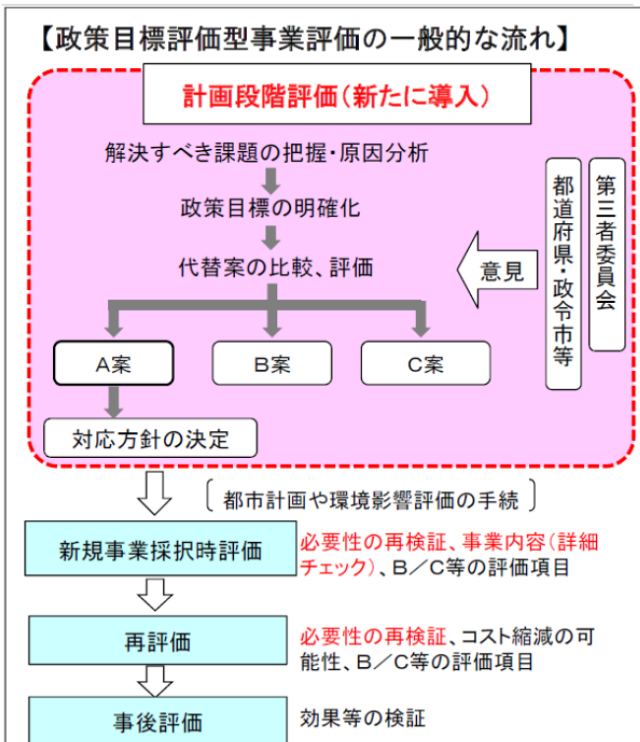 【政策目標評価型事業評価の一般的な流れ】
計画段階評価（新たに導入）
解決すべき課題の把握・原因分析
政策目標の明確化
代替案の比較、評価
意見
都道府県・政令市等
第三者委員会
A案
B案
C案
対応方針の決定
都市計画や環境影響評価の手続
新規事業採択時評価
必要性の再検証、事業内容（詳細
チェック）、B／C等の評価項目
再評価
必要性の再検証、コスト縮減の可
能性、B／C等の評価項目
事後評価
効果等の検証